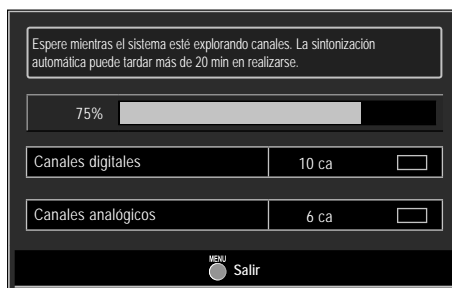 Espere mientras el sistema esté explorando canales. La sintonización
automática puede tardar más de 20 min en realizarse.
75%
Canales digitales 10 ca
Canales analógicos 6 ca
MENU
Salir